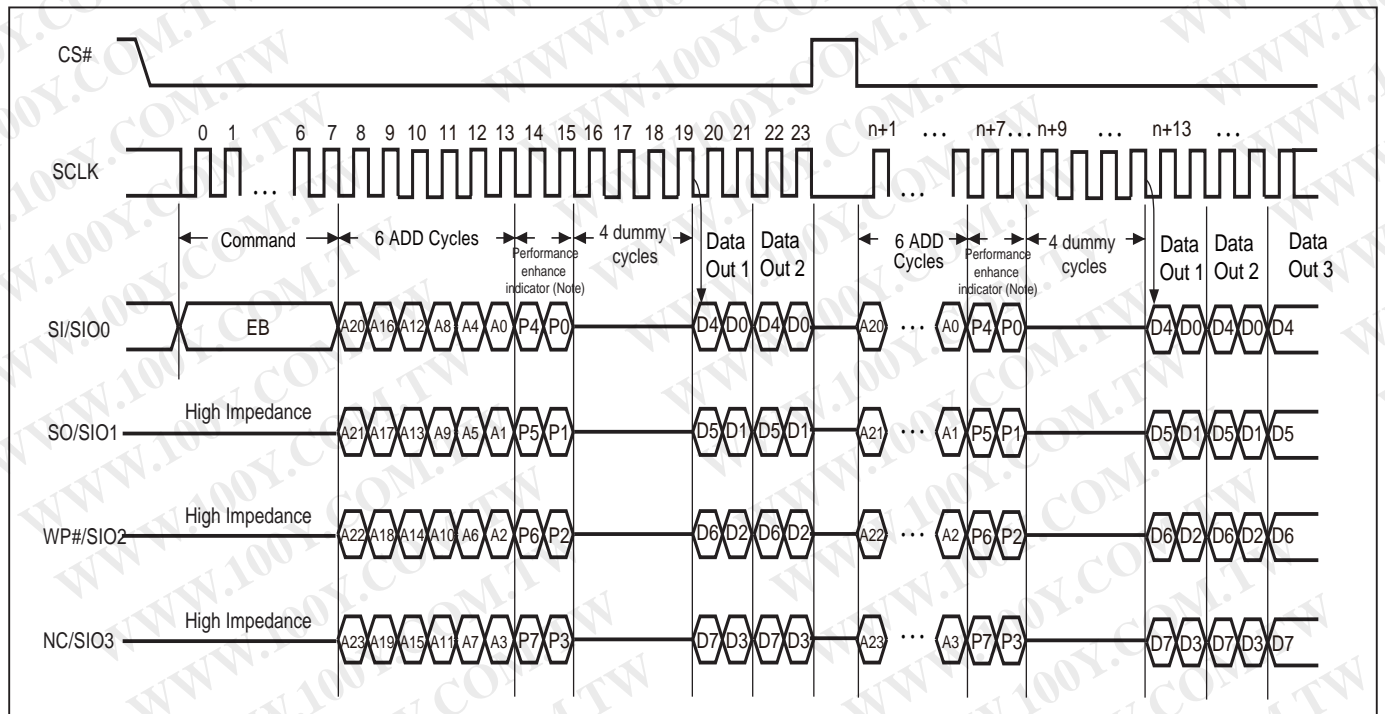 CS#
0 1 6 7 8 9 10 11 12 13 14 15 16 17 18 19 20 21 22 23 n+1 ... n+7... n+9 ... n+13 ...
SCLK
...
...
Command
6 ADD Cycles
Performance
enhance
indicator (Note)
4 dummy
cycles
Data
Out 1
Data
Out 2
6 ADD
Cycles
Performance
enhance
indicator (Note)
4 dummy
cycles
Data
Out 1
Data
Out 2
Data
Out 3
SI/SIO0 EB A20 A16 A12 A8 A4 A0 P4 P0 D4 D0 D4 D0 A20 ... A0 P4 P0 D4 D0 D4 D0 D4
High Impedance
SO/SIO1 A21 A17 A13 A9 A5 A1 P5 P1 D5 D1 D5 D1 A21 ... A1 P5 P1 D5 D1 D5 D1 D5
High Impedance
WP#/SIO2 A22 A18 A14 A10 A6 A2 P6 P2 D6 D2 D6 D2 A22 ... A2 P6 P2 D6 D2 D6 D2 D6
High Impedance
NC/SIO3 A23 A19 A15 A11 A7 A3 P7 P3 D7 D3 D7 D3 A23 ... A3 P7 P3 D7 D3 D7 D3 D7
WWW.100Y.COM.TW